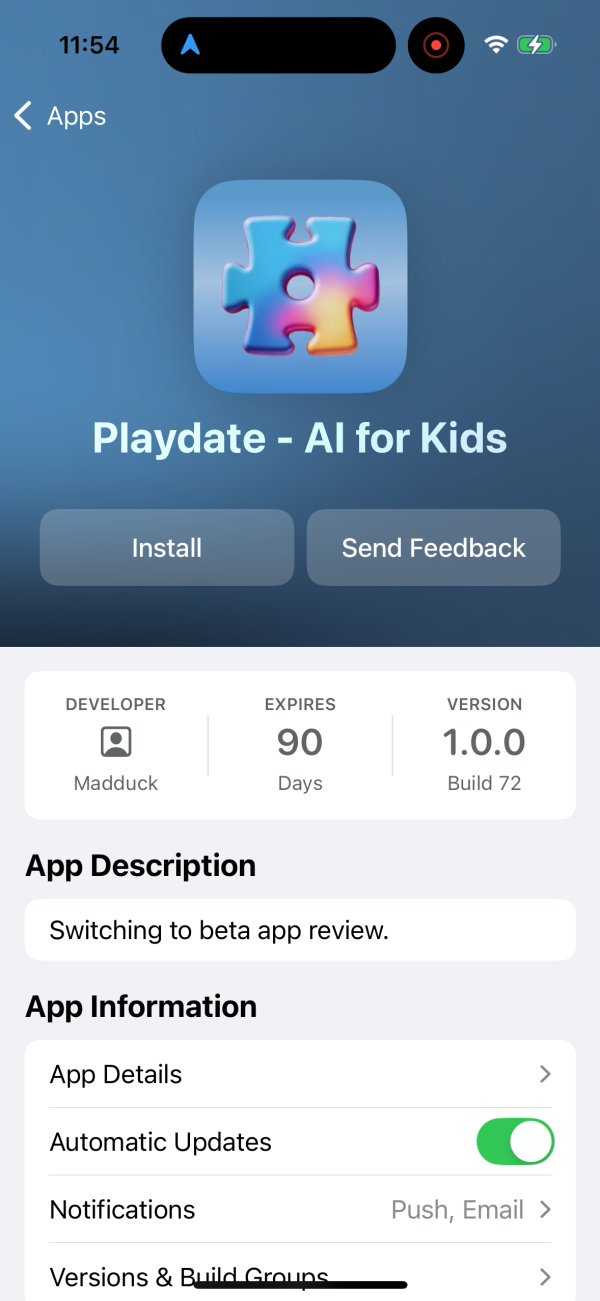 11:54
Apps
Playdate - AI for Kids
Install
Send Feedback
DEVELOPER
EXPIRES
VERSION
90
1.0.0
Madduck
Days
Build 72
App Description
Switching to beta app review.
App Information
App Details
Automatic Updates
Notifications
Push, Email
Versions & Build Groups